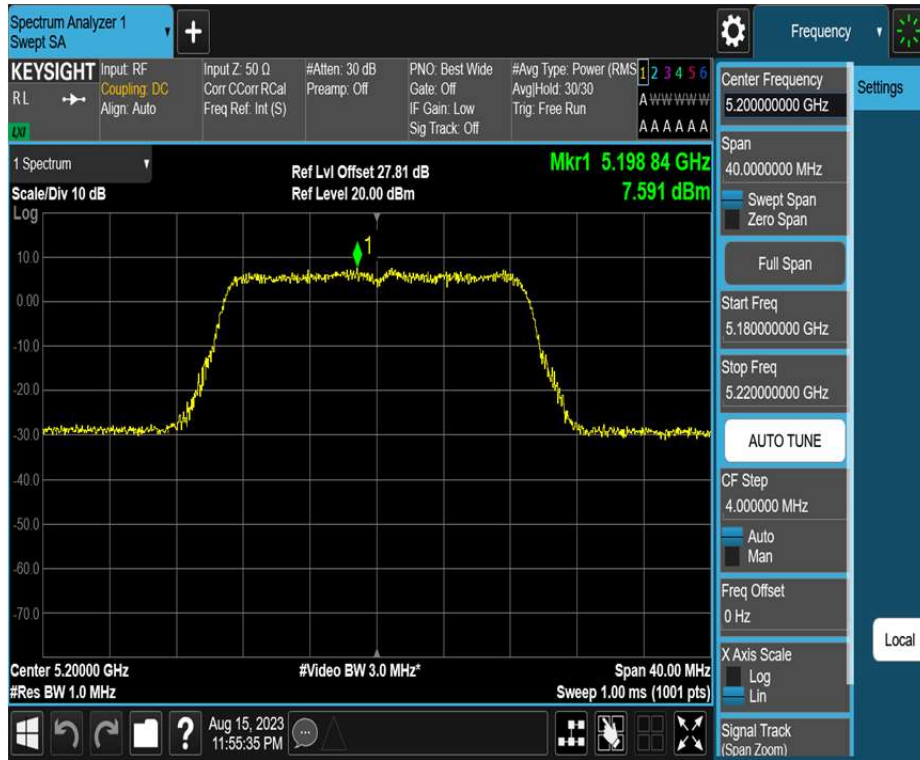 Spectrum Analyzer 1
Swept SA
+
Frequency
KEYSIGHT
R L
LXI
Input: RF
Coupling: DC
Align: Auto
Input Z: 50 Ω
Corr CCorr RCal
Freq Ref: Int (S)
#Atten: 30 dB
Preamp: Off
PNO: Best Wide
Gate: Off
IF Gain: Low
Sig Track: Off
#Avg Type: Power (RMS
Avg|Hold: 30/30
Trig: Free Run
1 2 3 4 5 6
A W W W W W
A A A A A A
1 Spectrum
Scale/Div 10 dB
Log
Ref Lvl Offset 27.81 dB
Ref Level 20.00 dBm
Mkr1 5.198 84 GHz
7.591 dBm
1
10.0
0.00
-10.0
-20.0
-30.0
-40.0
-50.0
-60.0
-70.0
Center 5.20000 GHz
#Res BW 1.0 MHz
#Video BW 3.0 MHz*
Span 40.00 MHz
Sweep 1.00 ms (1001 pts)
?
Aug 15, 2023
11:55:35 PM
Center Frequency
5.200000000 GHz
Span
40.0000000 MHz
Swept Span
Zero Span
Full Span
Start Freq
5.180000000 GHz
Stop Freq
5.220000000 GHz
AUTO TUNE
CF Step
4.000000 MHz
Auto
Man
Freq Offset
0 Hz
X Axis Scale
Log
Lin
Signal Track
(Span Zoom)
Settings
Local